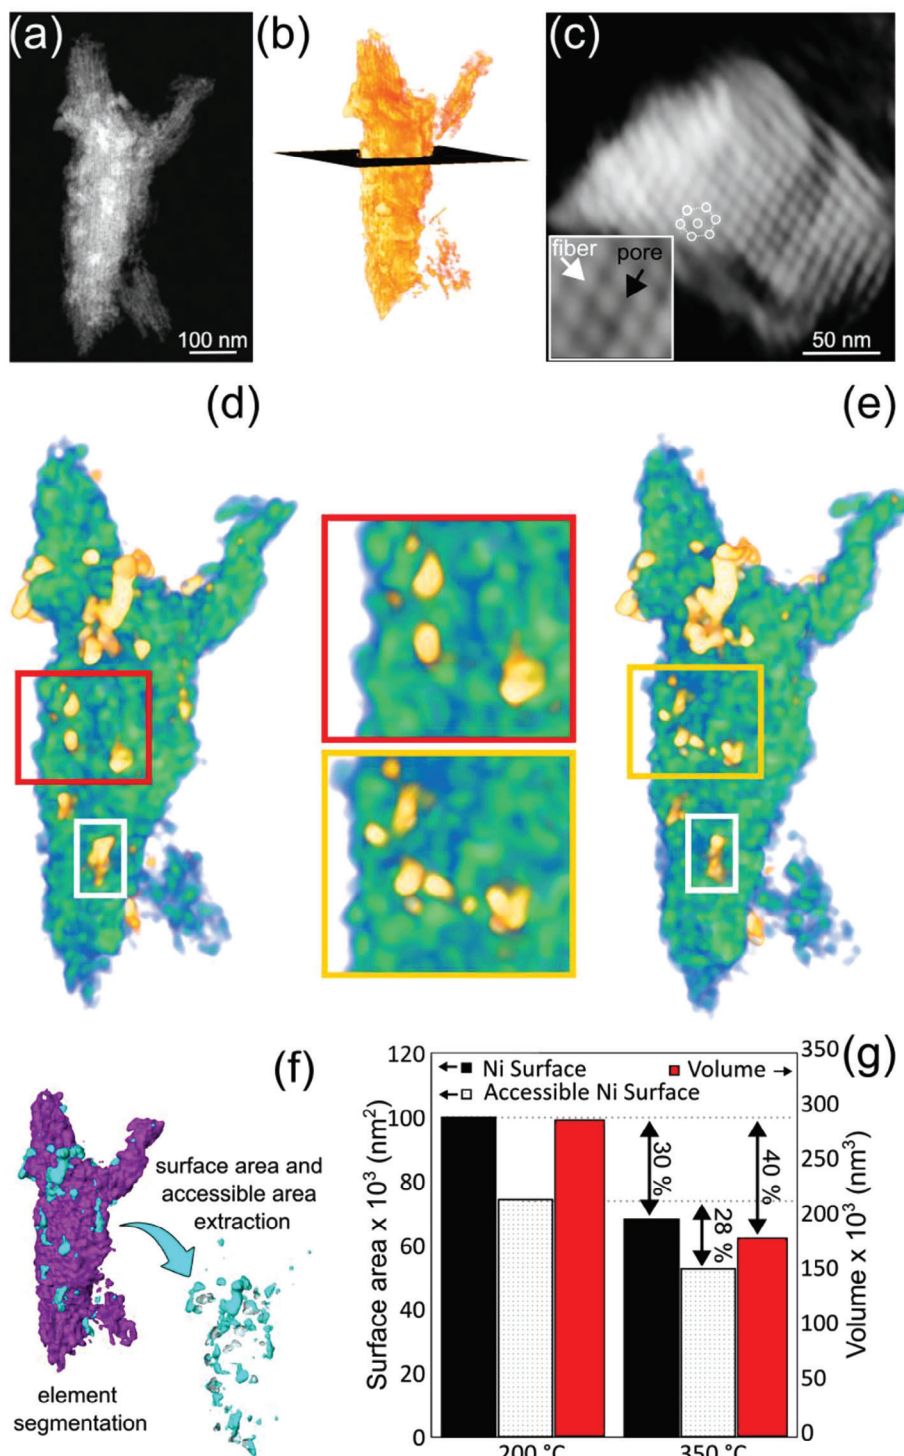 (a)
100 nm
(b)
(c)
fiber
pore
50 nm
(d)
(e)
(f)
surface area and
accessible area
extraction
element
segmentation
(g)
Ni Surface
Volume
Accessible Ni Surface
Surface area x 10³ (nm²)
120
100
80
60
40
20
0
30 %
28 %
40 %
350
300
250
200
150
100
50
0
Volume x 10³ (nm³)
200 °C
350 °C